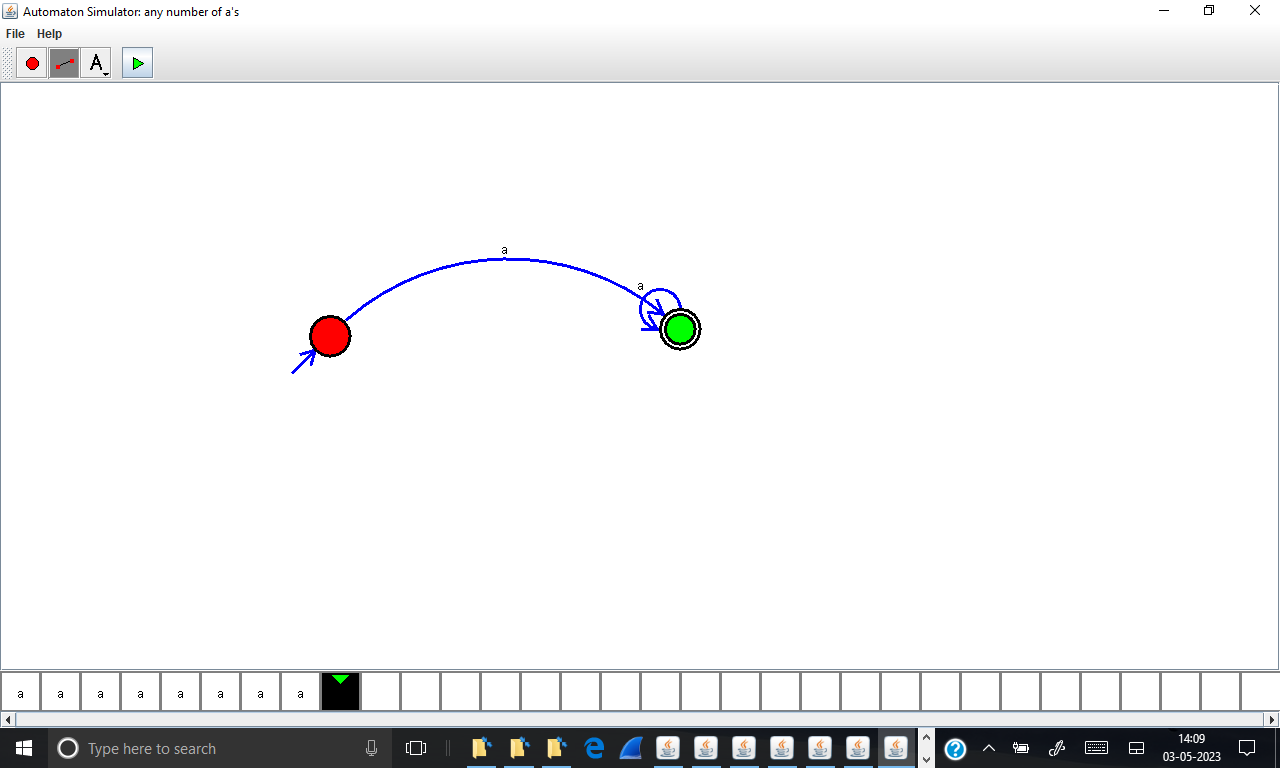 Automaton Simulator: any number of a's
File Help
A
a
a
a a a a a a a a
Type here to search
14:09
03-05-2023